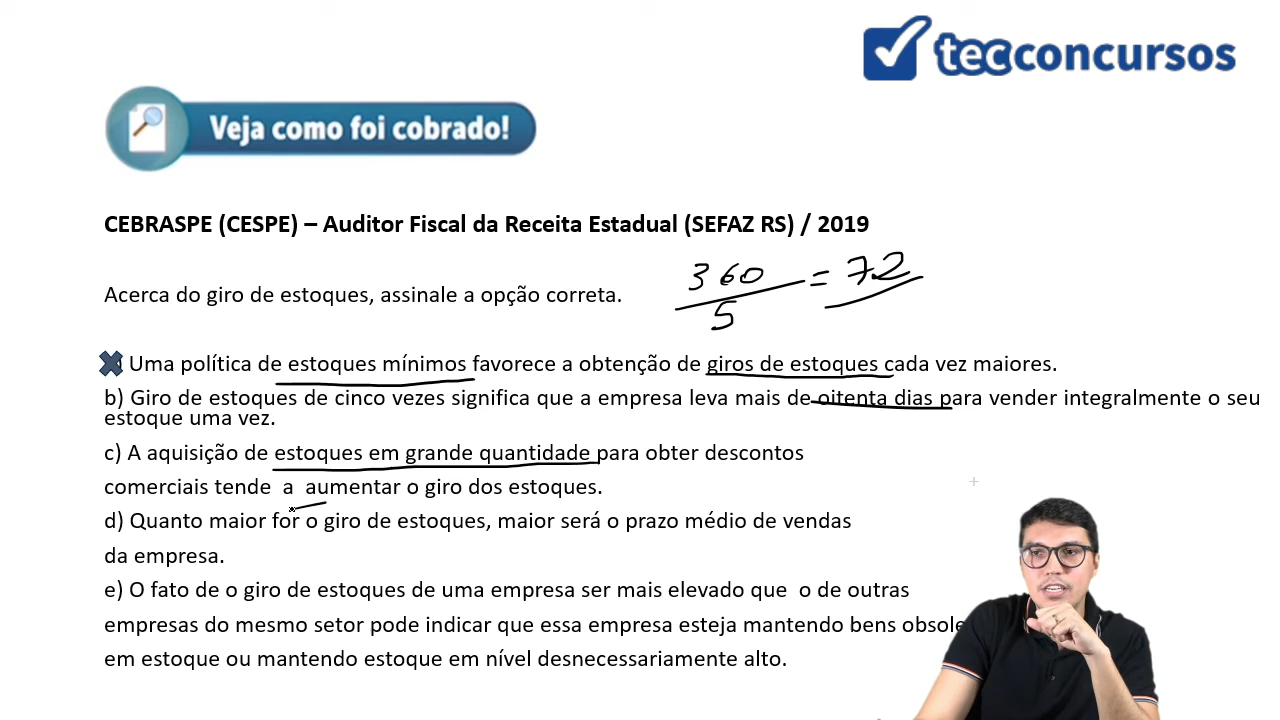 tecconcursos
Veja como foi cobrado!
CEBRASPE (CESPE) – Auditor Fiscal da Receita Estadual (SEFAZ RS) / 2019
360
5
= 72
Acerca do giro de estoques, assinale a opção correta.
Uma política de estoques mínimos favorece a obtenção de giros de estoques cada vez maiores.
b) Giro de estoques de cinco vezes significa que a empresa leva mais de oitenta dias para vender integralmente o seu
estoque uma vez.
c) A aquisição de estoques em grande quantidade para obter descontos
comerciais tende a aumentar o giro dos estoques.
d) Quanto maior for o giro de estoques, maior será o prazo médio de vendas
da empresa.
e) O fato de o giro de estoques de uma empresa ser mais elevado que o de outras
empresas do mesmo setor pode indicar que essa empresa esteja mantendo bens
em estoque ou mantendo estoque em nível desnecessariamente alto.